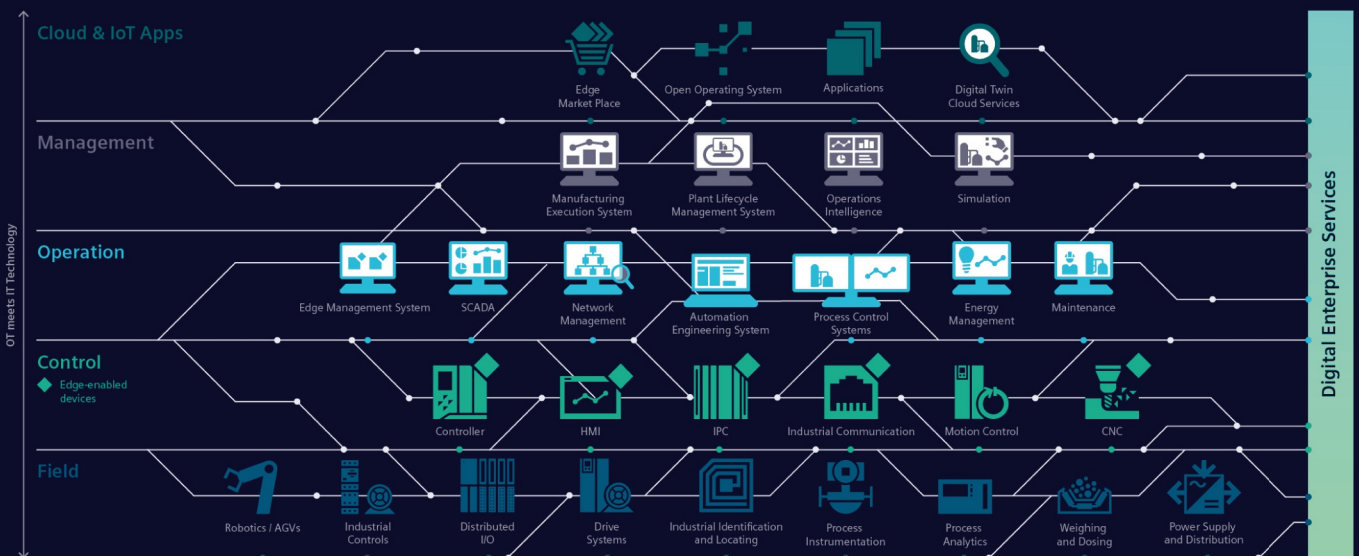 Cloud & IoT Apps
Edge
Market Place
Open Operating System
Applications
Digital Twin
Cloud Services
Management
Manufacturing
Execution System
Plant Lifecycle
Management System
Operations
Intelligence
Simulation
Operation
Edge Management System
SCADA
Network
Management
Automation
Engineering System
Process Control
Systems
Energy
Management
Maintenance
Control
Edge-enabled
devices
Controller
HMI
IPC
Industrial Communication
Motion Control
CNC
Field
Robotics / AGVs
Industrial
Controls
Distributed
I/O
Drive
Systems
Industrial Identification
and Locating
Process
Instrumentation
Process
Analytics
Weighing
and Dosing
Power Supply
and Distribution
OT meets IT Technology
Digital Enterprise Services